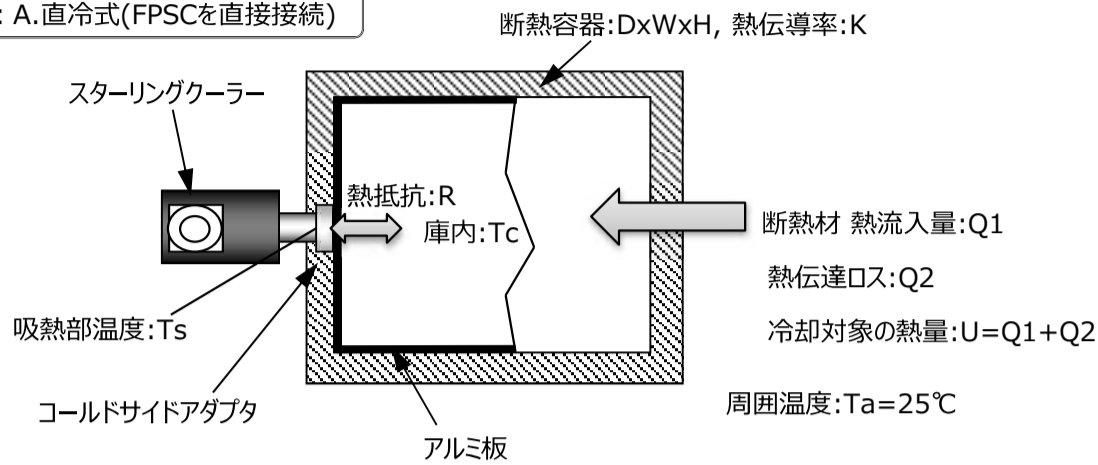 : A.直冷式(FPSCを直接接続)
断熱容器:DxWxH, 熱伝導率:K
スターリングクーラー
熱抵抗:R
庫内:Tc
断熱材 熱流入量:Q1
熱伝達ロス:Q2
冷却対象の熱量:U=Q1+Q2
吸熱部温度:Ts
周囲温度:Ta=25℃
コールドサイドアダプタ
アルミ板